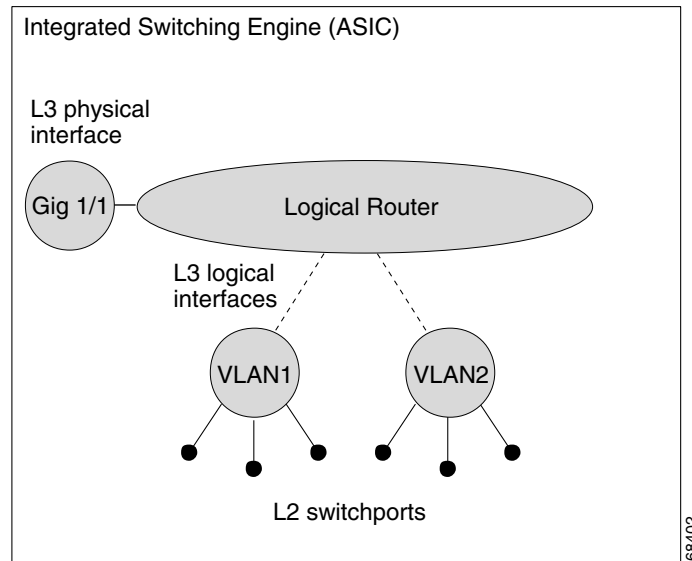 Integrated Switching Engine (ASIC)
L3 physical
interface
Gig 1/1
Logical Router
L3 logical
interfaces
VLAN1
VLAN2
L2 switchports
68402